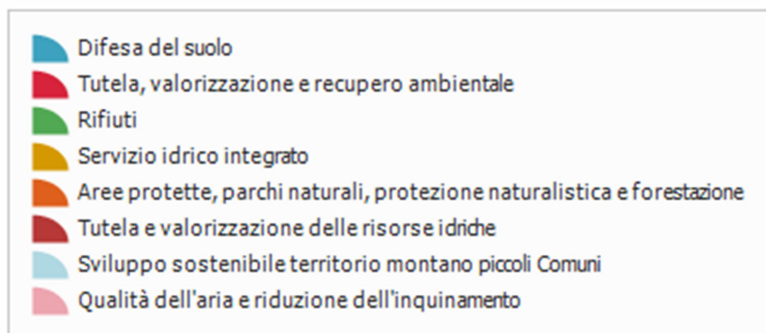 Difesa del suolo
Tutela, valorizzazione e recupero ambientale
Rifiuti
Servizio idrico integrato
Aree protette, parchi naturali, protezione naturalistica e forestazione
Tutela e valorizzazione delle risorse idriche
Sviluppo sostenibile territorio montano piccoli Comuni
Qualità dell'aria e riduzione dell'inquinamento